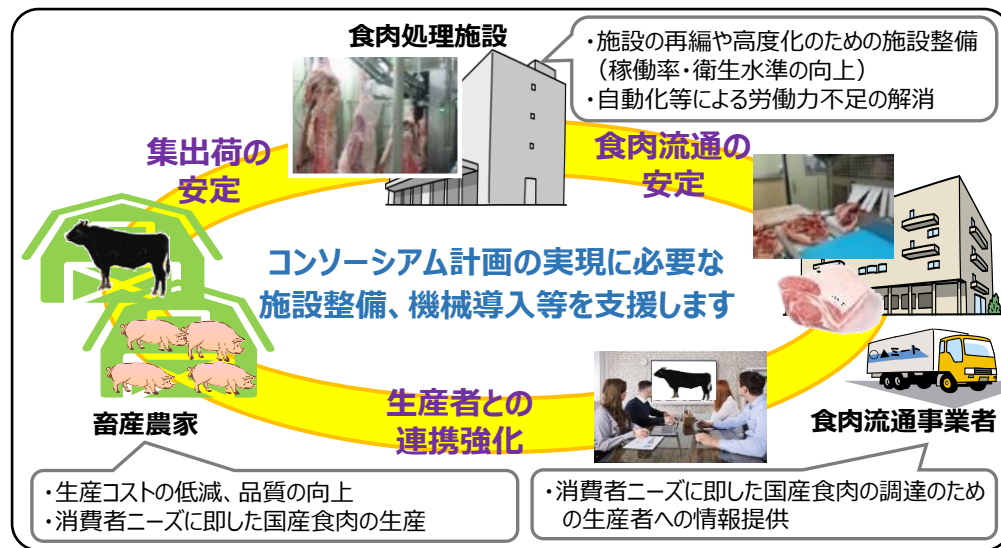 食肉処理施設
・施設の再編や高度化のための施設整備
（稼働率・衛生水準の向上）
・自動化等による労働力不足の解消
集出荷の
安定
食肉流通の
安定
コンソーシアム計画の実現に必要な
施設整備、機械導入等を支援します
○▲ミート
畜産農家
生産者との
連携強化
食肉流通事業者
・生産コストの低減、品質の向上
・消費者ニーズに即した国産食肉の生産
・消費者ニーズに即した国産食肉の調達のため
の生産者への情報提供